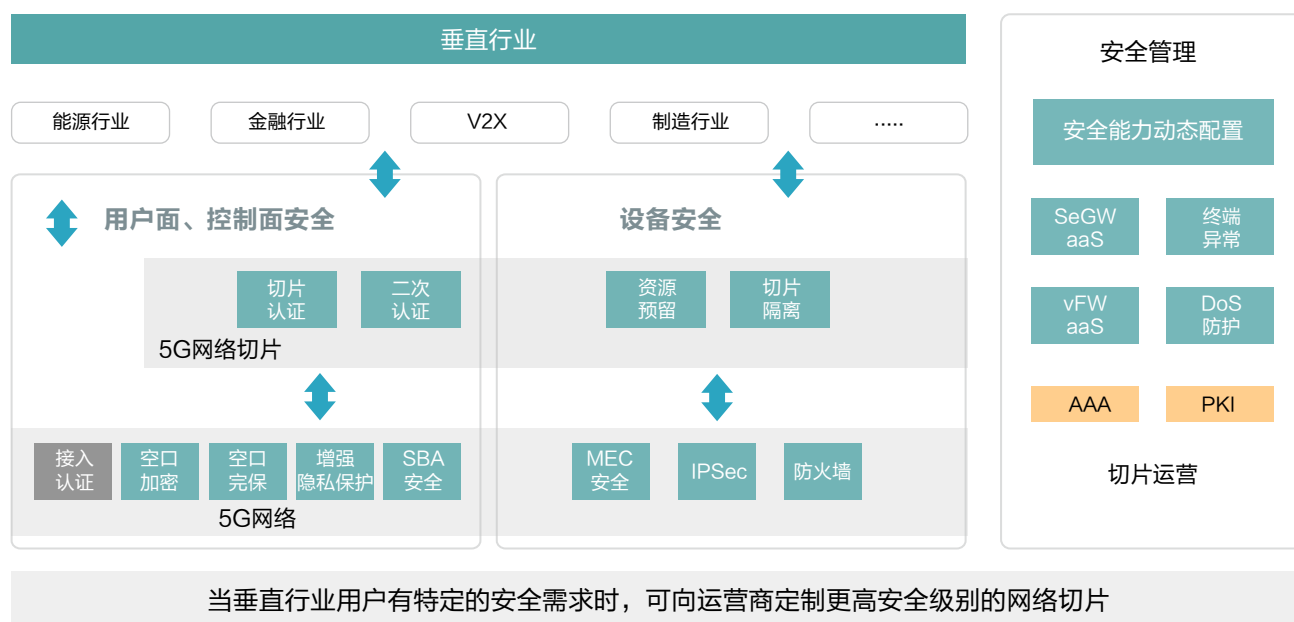 垂直行业
能源行业
金融行业
V2X
制造行业
.....
用户面、控制面安全
设备安全
切片
认证
二次
认证
资源
预留
切片
隔离
5G网络切片
接入
认证
空口
加密
空口
完保
增强
隐私保护
SBA
安全
MEC
安全
IPSec
防火墙
5G网络
安全管理
安全能力动态配置
SeGW
aaS
终端
异常
vFW
aaS
DoS
防护
AAA
PKI
切片运营
当垂直行业用户有特定的安全需求时，可向运营商定制更高安全级别的网络切片